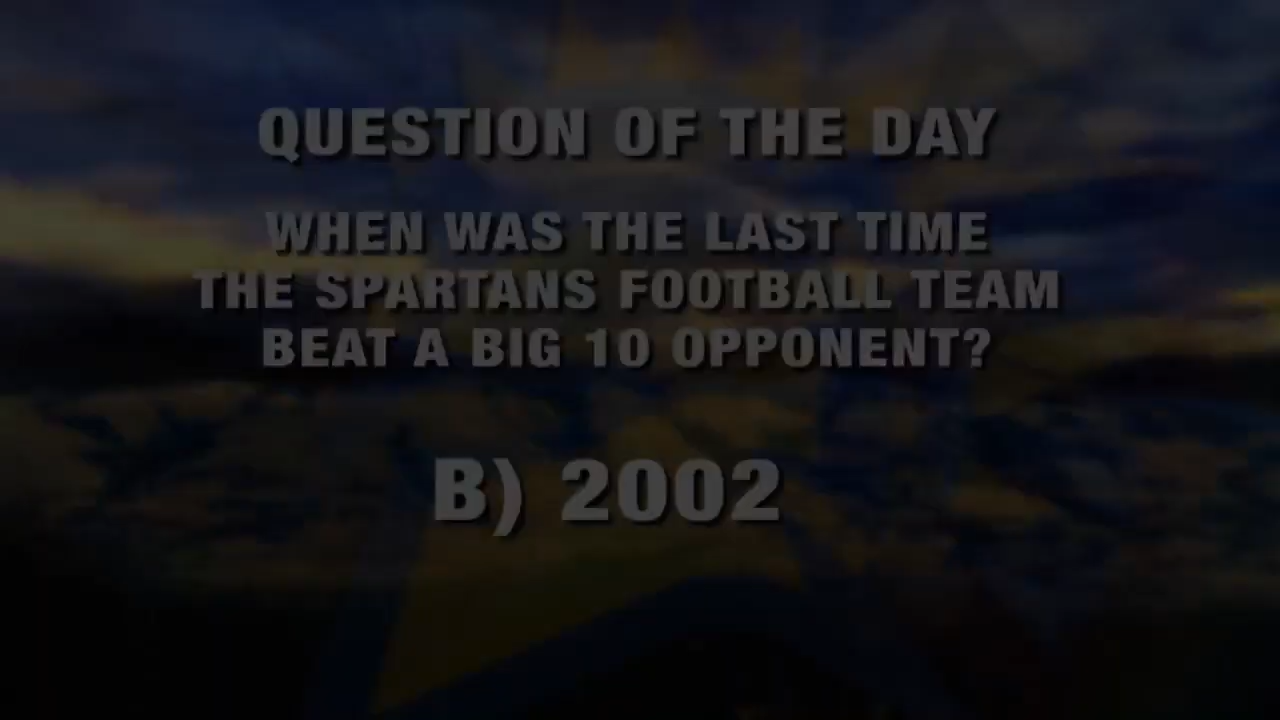 QUESTION OF THE DAY
WHEN WAS THE LAST TIME
THE SPARTANS FOOTBALL TEAM
BEAT A BIG 10 OPPONENT?
B) 2002